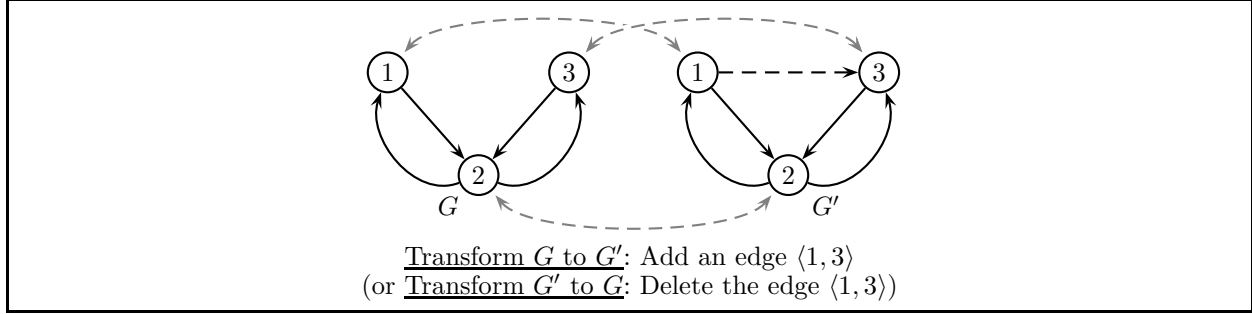 1 3 1 3
2 2
G G′
Transform G to G′: Add an edge ⟨1, 3⟩
(or Transform G′ to G: Delete the edge ⟨1, 3⟩)